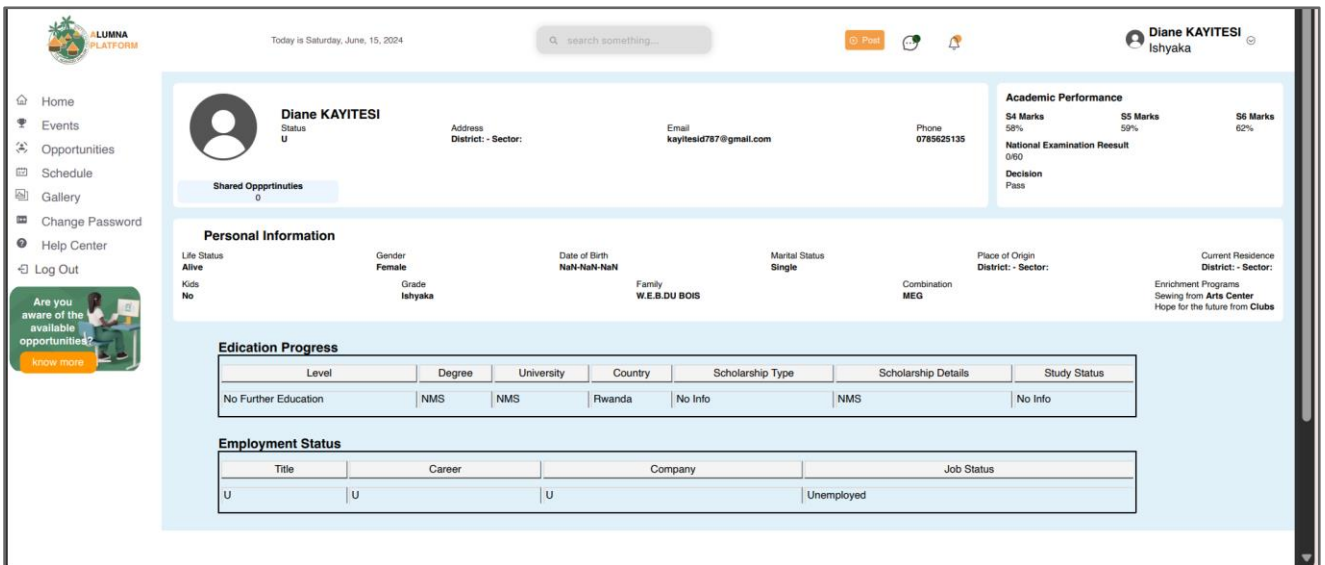 ALUMNA
PLATFORM
Today is Saturday, June, 15, 2024
search something...
Post
Diane KAYITESI
Ishyaka
Home
Events
Opportunities
Schedule
Gallery
Change Password
Help Center
Log Out
Are you
aware of the
available
opportunities?
know more
Diane KAYITESI
Status
U
Address
District: - Sector:
Email
kayitesid787@gmail.com
Phone
0785625135
Shared Oppprtinuties
0
Academic Performance
S4 Marks S5 Marks S6 Marks
58% 59% 62%
National Examination Reesult
0/60
Decision
Pass
Personal Information
Life Status Gender Date of Birth Marital Status Place of Origin Current Residence
Alive Female NaN-NaN-NaN Single District: - Sector: District: - Sector:
Kids Grade Family Combination Enrichment Programs
No Ishyaka W.E.B.DU BOIS MEG Sewing from Arts Center
Hope for the future from Clubs
Edication Progress
Level Degree University Country Scholarship Type Scholarship Details Study Status
No Further Education NMS NMS Rwanda No Info NMS No Info
Employment Status
Title Career Company Job Status
U U U Unemployed